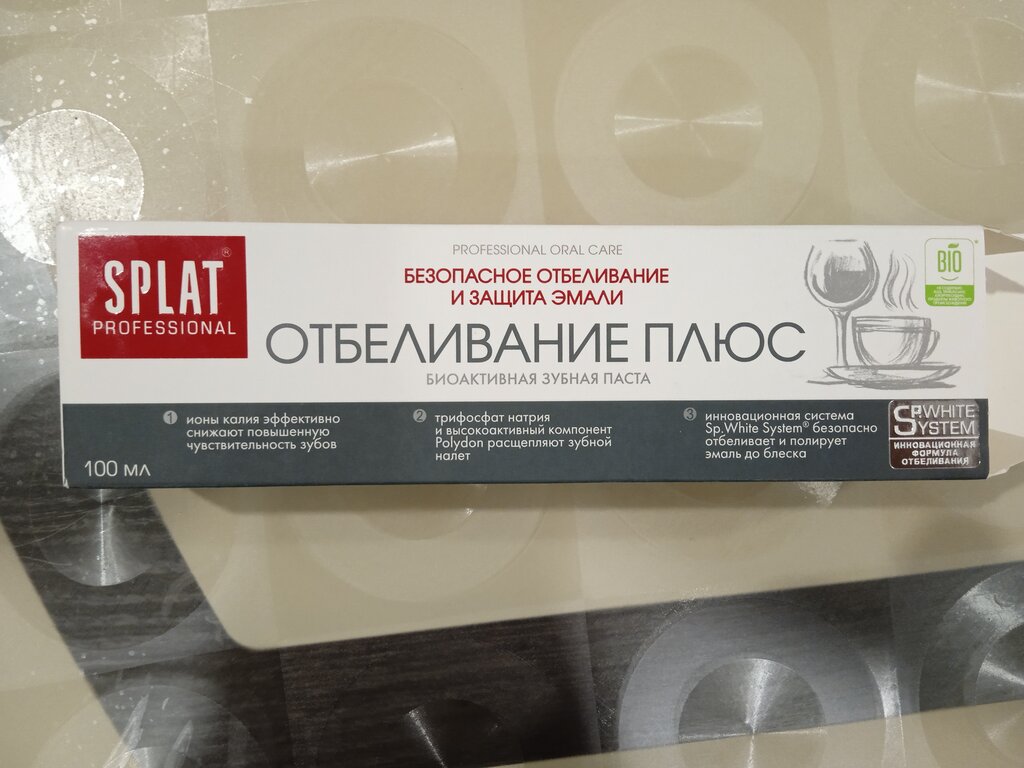 SPLAT®
PROFESSIONAL
PROFESSIONAL ORAL CARE
БЕЗОПАСНОЕ ОТБЕЛИВАНИЕ
И ЗАЩИТА ЭМАЛИ
ОТБЕЛИВАНИЕ ПЛЮС
БИОАКТИВНАЯ ЗУБНАЯ ПАСТА
BIO
1 ионы калия эффективно
снижают повышенную
чувствительность зубов
2 трифосфат натрия
и высокоактивный компонент
Polydon расщепляют зубной
налет
3 инновационная система
Sp.White System® безопасно
отбеливает и полирует
эмаль до блеска
SP.WHITE
SYSTEM
ИННОВАЦИОННАЯ
ФОРМУЛА
ОТБЕЛИВАНИЯ
100 мл